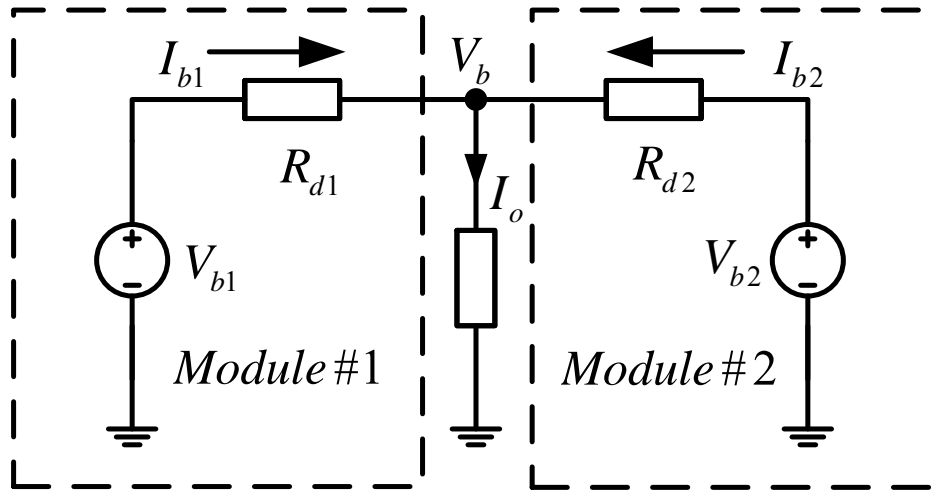 I_{b1} V_b I_{b2}
R_{d1} R_{d2}
I_o
+ V_{b1} V_{b2} +
− −
Module #1 Module #2